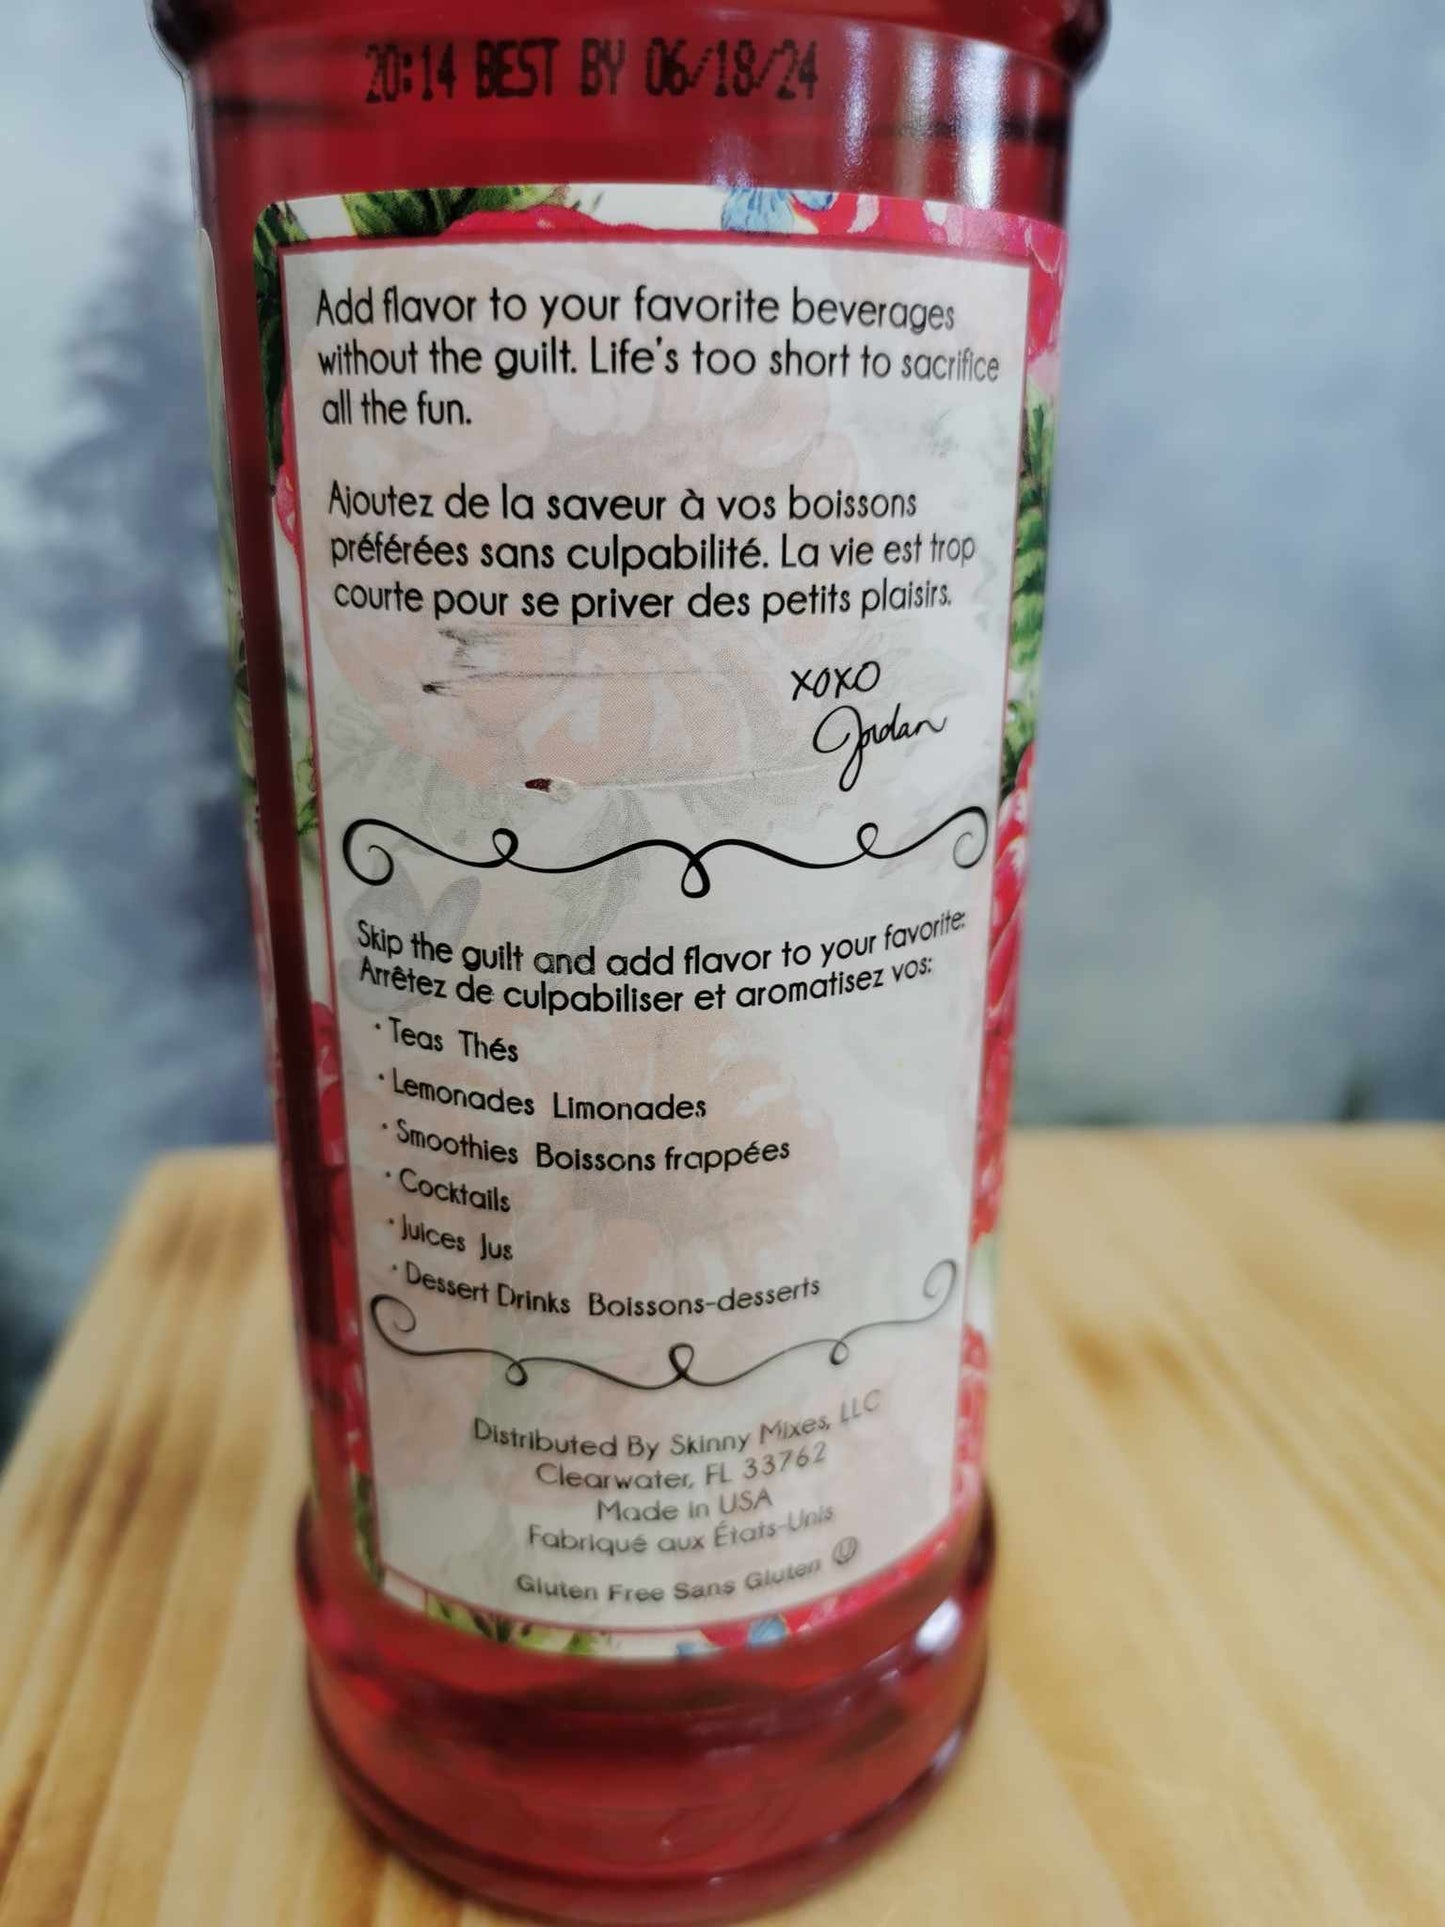 20:14 BEST BY 06/18/24
Add flavor to your favorite beverages
without the guilt. Life's too short to sacrifice
all the fun.
Ajoutez de la saveur à vos boissons
préférées sans culpabilité. La vie est trop
courte pour se priver des petits plaisirs.
XOXO
Jordan
Skip the guilt and add flavor to your favorite:
Arrêtez de culpabiliser et aromatisez vos:
· Teas Thés
· Lemonades Limonades
· Smoothies Boissons frappées
· Cocktails
· Juices Jus
· Dessert Drinks Boissons-desserts
Distributed By Skinny Mixes, LLC
Clearwater, FL 33762
Made in USA
Fabriqué aux États-Unis
Gluten Free Sans Gluten U